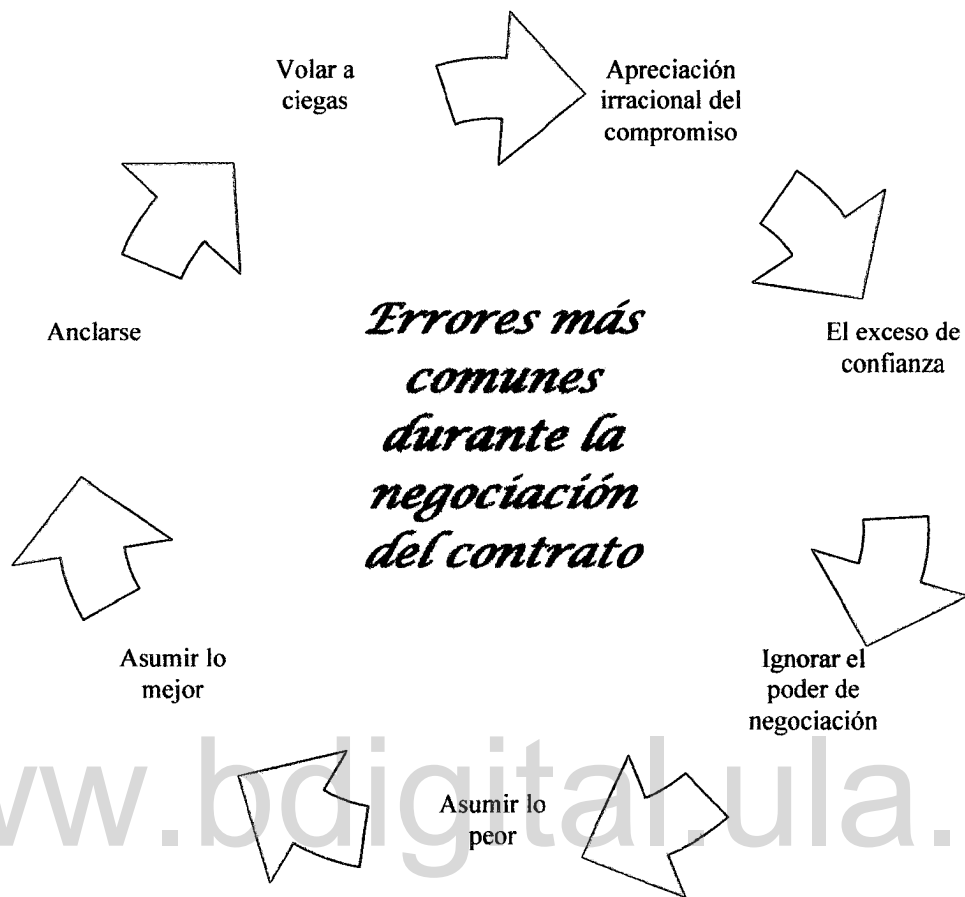 Volar a
ciegas
Apreciación
irracional del
compromiso
El exceso de
confianza
Ignorar el
poder de
negociación
Asumir lo
peor
Asumir lo
mejor
Anclarse
Errores más
comunes
durante la
negociación
del contrato
www.bdigital.ula.